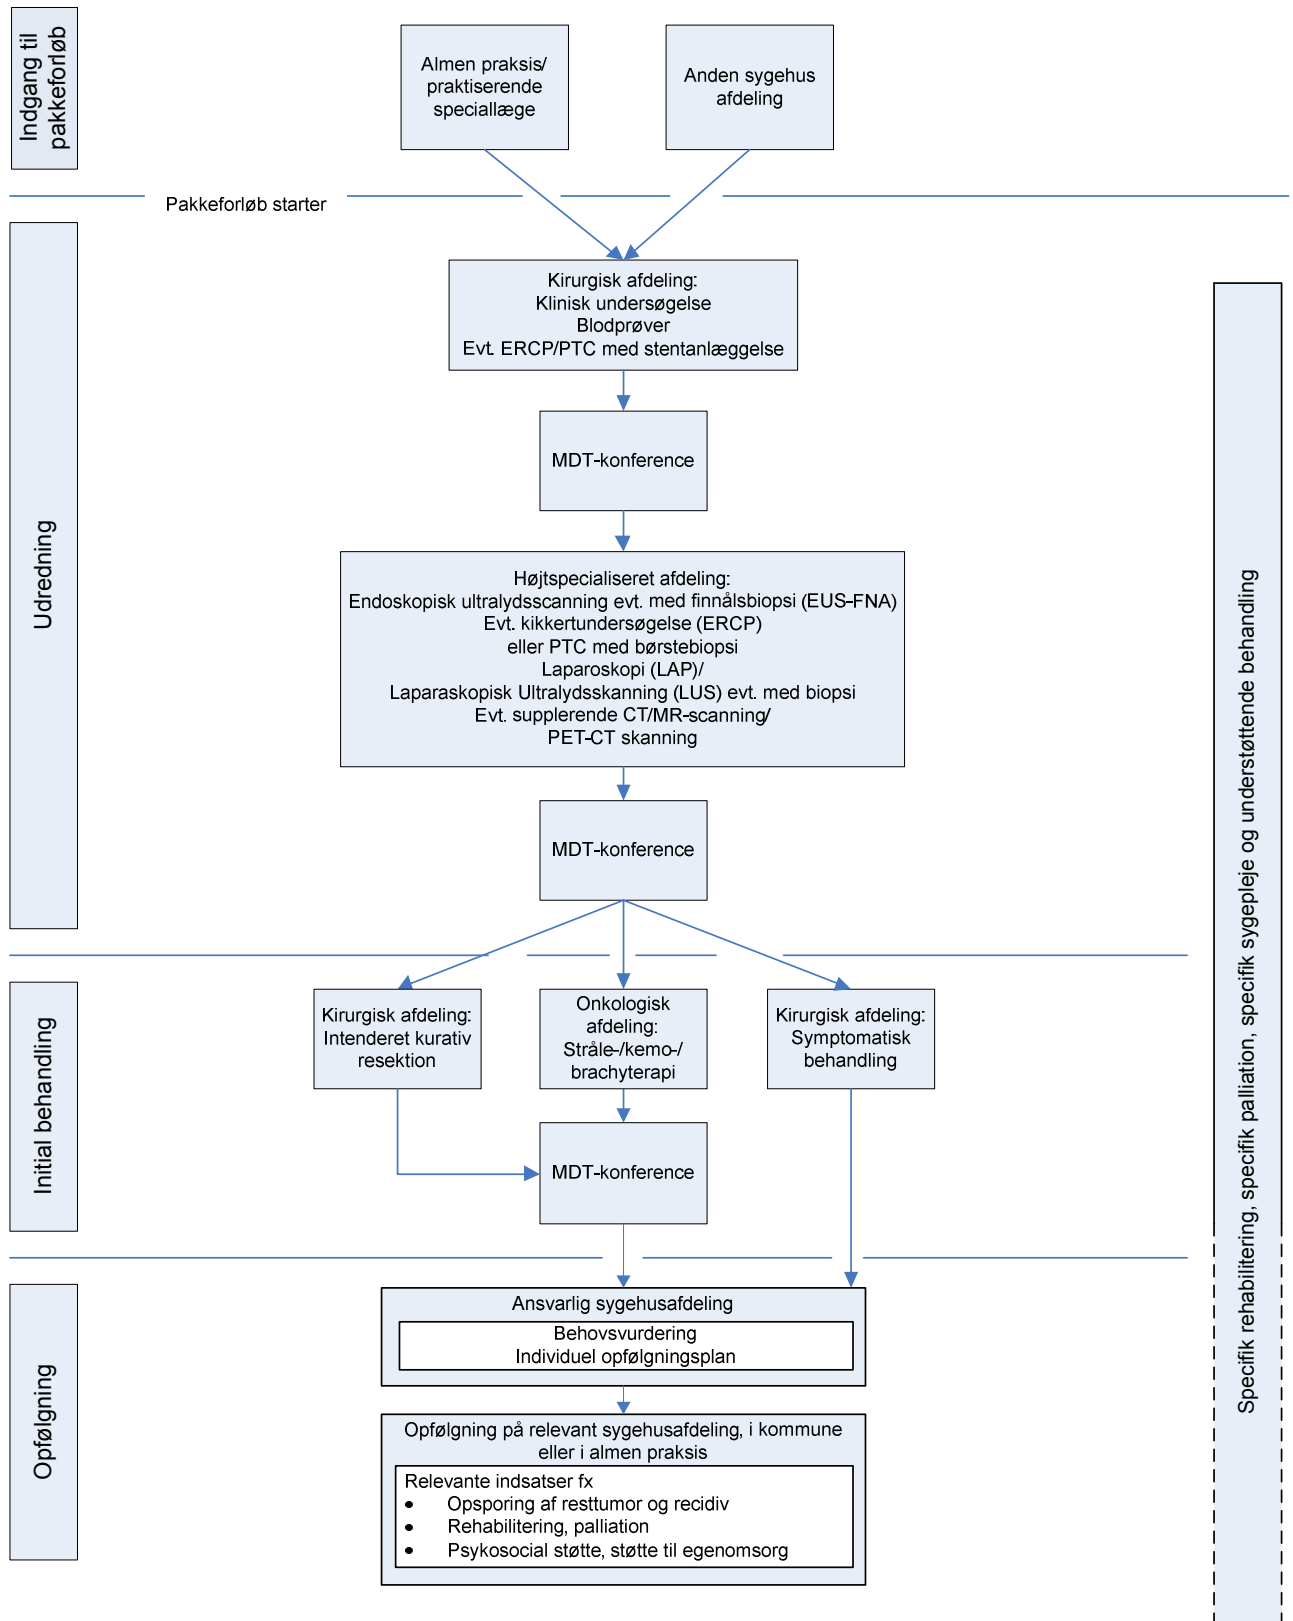 Indgang til
pakkeforløb
Almen praksis/
praktiserende
speciallæge
Anden sygehus
afdeling
Pakkeforløb starter
Udredning
Kirurgisk afdeling:
Klinisk undersøgelse
Blodprøver
Evt. ERCP/PTC med stentanlæggelse
MDT-konference
Højtspecialiseret afdeling:
Endoskopisk ultralydsscanning evt. med finnålsbiopsi (EUS-FNA)
Evt. kikkertundersøgelse (ERCP)
eller PTC med børstebiopsi
Laparoskopi (LAP)/
Laparaskopisk Ultralydsskanning (LUS) evt. med biopsi
Evt. supplerende CT/MR-scanning/
PET-CT skanning
MDT-konference
Initial behandling
Kirurgisk afdeling:
Intenderet kurativ
resektion
Onkologisk
afdeling:
Stråle-/kemo-/
brachyterapi
Kirurgisk afdeling:
Symptomatisk
behandling
MDT-konference
Opfølgning
Ansvarlig sygehusafdeling
Behovsvurdering
Individuel opfølgningsplan
Opfølgning på relevant sygehusafdeling, i kommune
eller i almen praksis
Relevante indsatser fx
• Opsporing af resttumor og recidiv
• Rehabilitering, palliation
• Psykosocial støtte, støtte til egenomsorg
Specifik rehabilitering, specifik palliation, specifik sygepleje og understøttende behandling